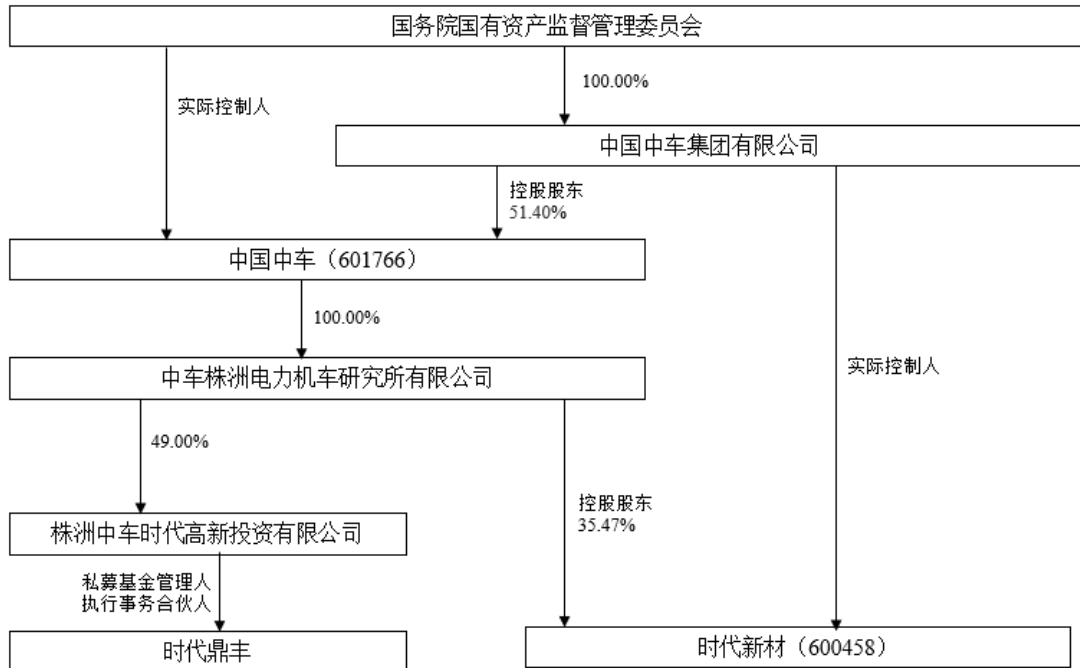 国务院国有资产监督管理委员会
100.00%
实际控制人
中国中车集团有限公司
控股股东
51.40%
中国中车（601766）
100.00%
实际控制人
中车株洲电力机车研究所有限公司
49.00%
控股股东
35.47%
株洲中车时代高新投资有限公司
私募基金管理人
执行事务合伙人
时代鼎丰
时代新材（600458）